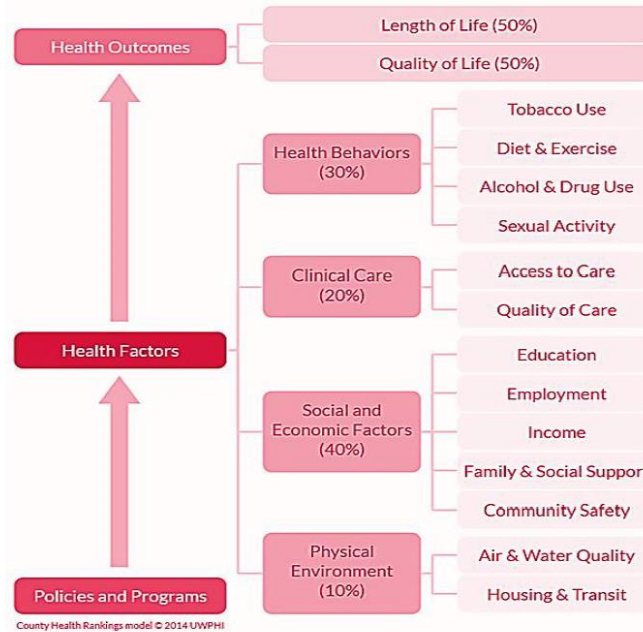 Health Outcomes
Length of Life (50%)
Quality of Life (50%)
Health Behaviors
(30%)
Tobacco Use
Diet & Exercise
Alcohol & Drug Use
Sexual Activity
Clinical Care
(20%)
Access to Care
Quality of Care
Health Factors
Social and
Economic Factors
(40%)
Education
Employment
Income
Family & Social Support
Community Safety
Physical
Environment
(10%)
Air & Water Quality
Housing & Transit
Policies and Programs
County Health Rankings model © 2014 UWPHI